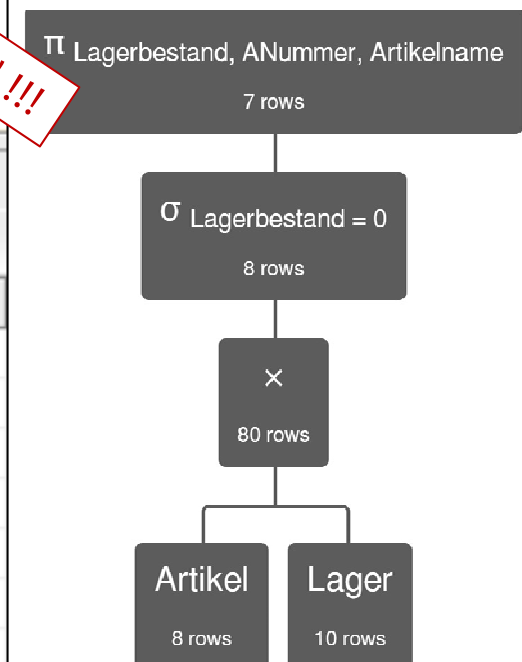 !!!
π Lagerbestand, ANummer, Artikelname
7 rows
σ Lagerbestand = 0
8 rows
×
80 rows
Artikel Lager
8 rows 10 rows